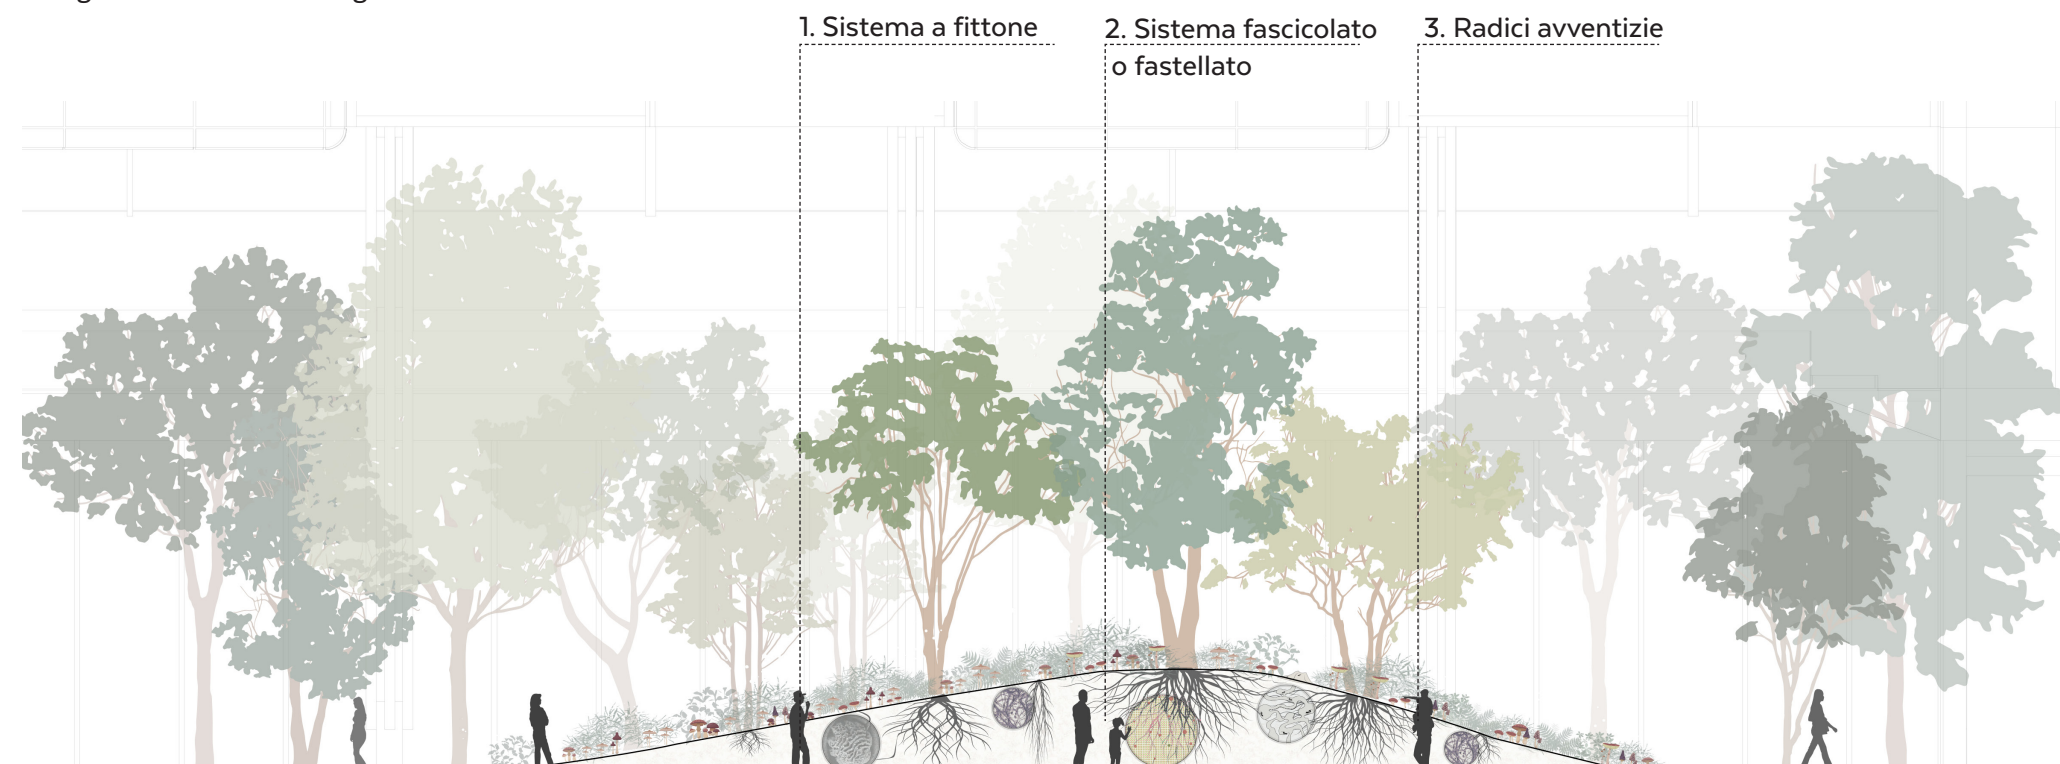 1. Sistema a fittone
2. Sistema fascicolato
o fastellato
3. Radici avventizie